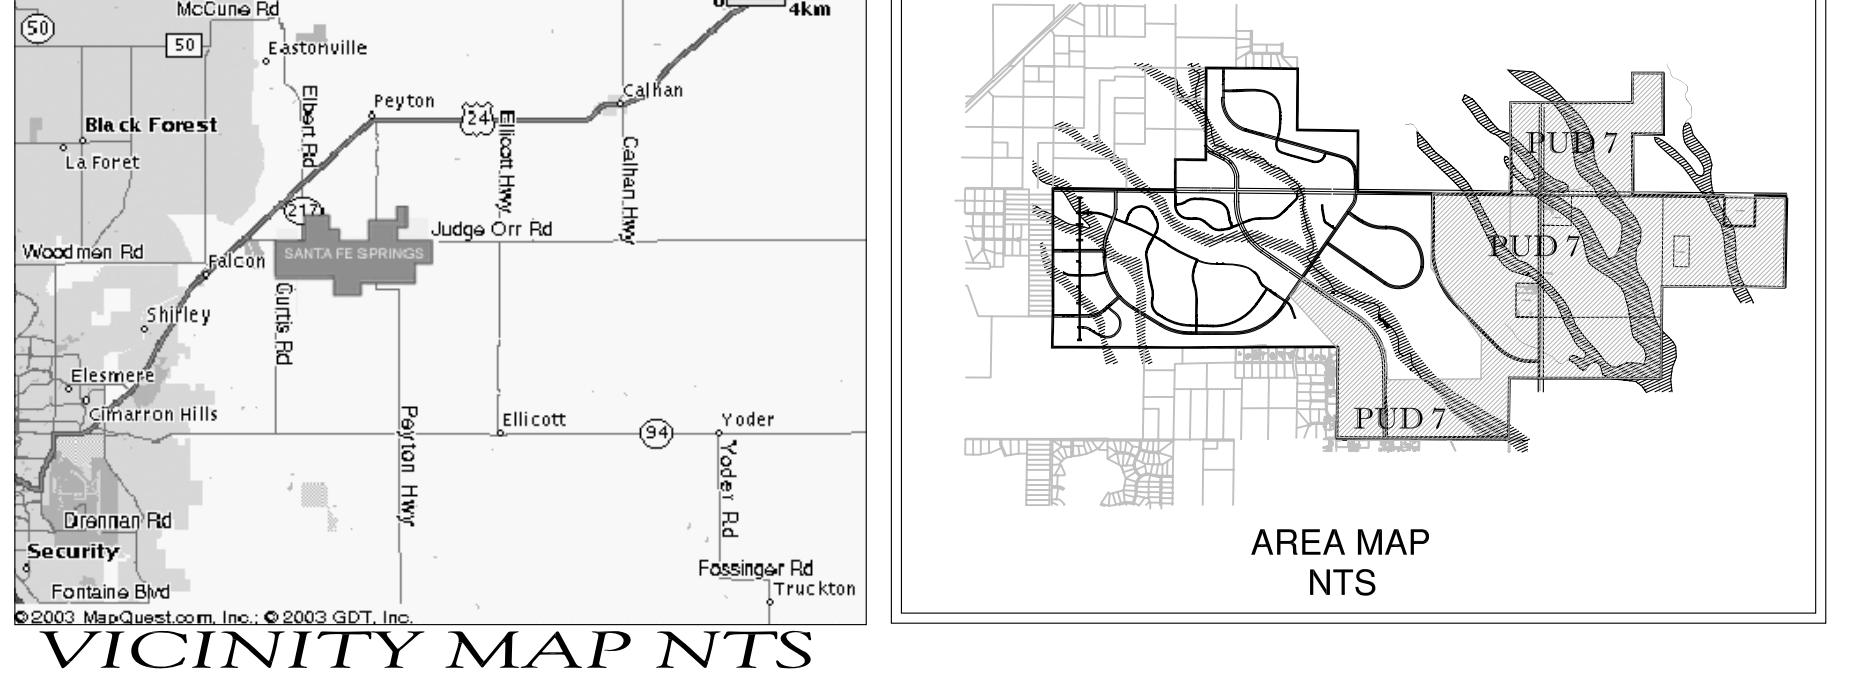 McCune Rd
4km
50
50
Eastonville
Elbert Rd
Peyton
24
Ellicott Hwy
Calhan
Calhan Hwy
Black Forest
La Foret
217
Judge Orr Rd
Woodmen Rd
SANTA FE SPRINGS
Falcon
Curtis Rd
Shirley
Elesmere
Cimarron Hills
Peyton Hwy
Ellicott
94
Yoder
Yoder Rd
Drennan Rd
Security
Fossinger Rd
Truckton
Fontaine Blvd
©2003 MapQuest.com, Inc.; ©2003 GDT, Inc.
VICINITY MAP NTS
PUD 7
PUD 7
PUD 7
AREA MAP
NTS